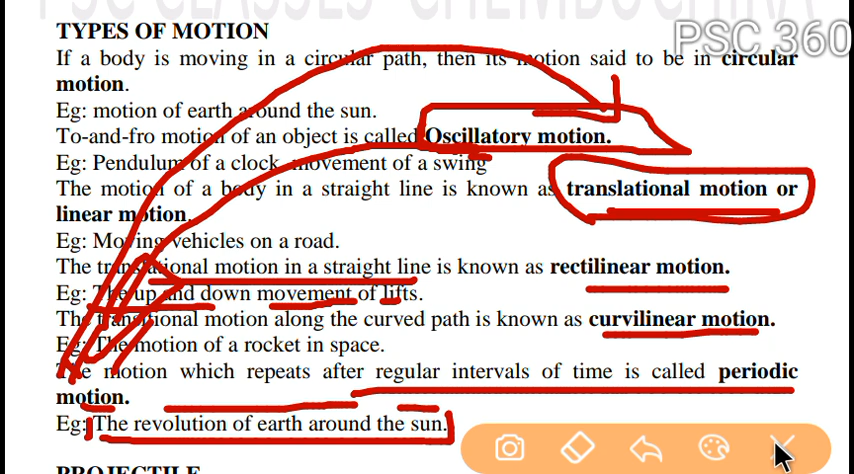 PSC CLASSES
TYPES OF MOTION
PSC 360
If a body is moving in a circular path, then its motion said to be in circular
motion.
Eg: motion of earth around the sun.
To-and-fro motion of an object is called Oscillatory motion.
Eg: Pendulum of a clock, movement of a swing
The motion of a body in a straight line is known as translational motion or
linear motion.
Eg: Moving vehicles on a road.
The translational motion in a straight line is known as rectilinear motion.
Eg: The up and down movement of lifts.
The translational motion along the curved path is known as curvilinear motion.
Eg: The motion of a rocket in space.
The motion which repeats after regular intervals of time is called periodic
motion.
Eg: The revolution of earth around the sun.
PROJECTILE